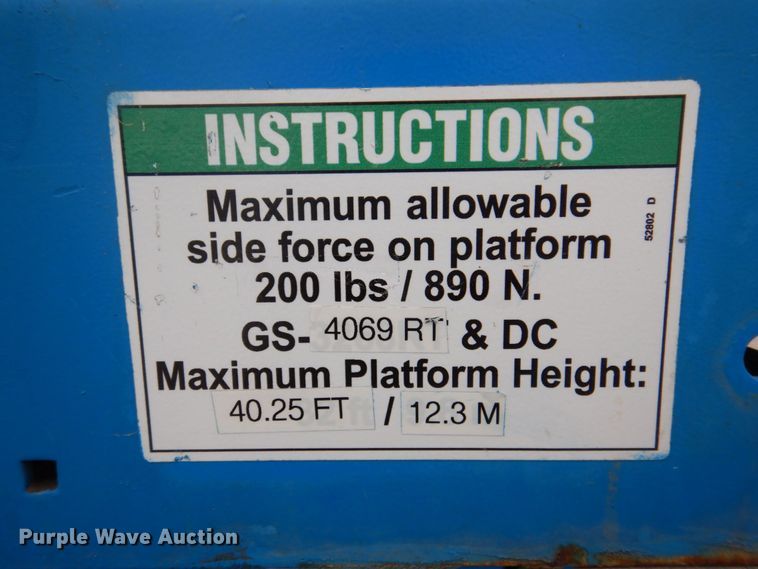 INSTRUCTIONS
Maximum allowable
side force on platform
200 lbs / 890 N.
GS- 4069 RT & DC
Maximum Platform Height:
40.25 FT / 12.3 M
52802 D
Purple Wave Auction